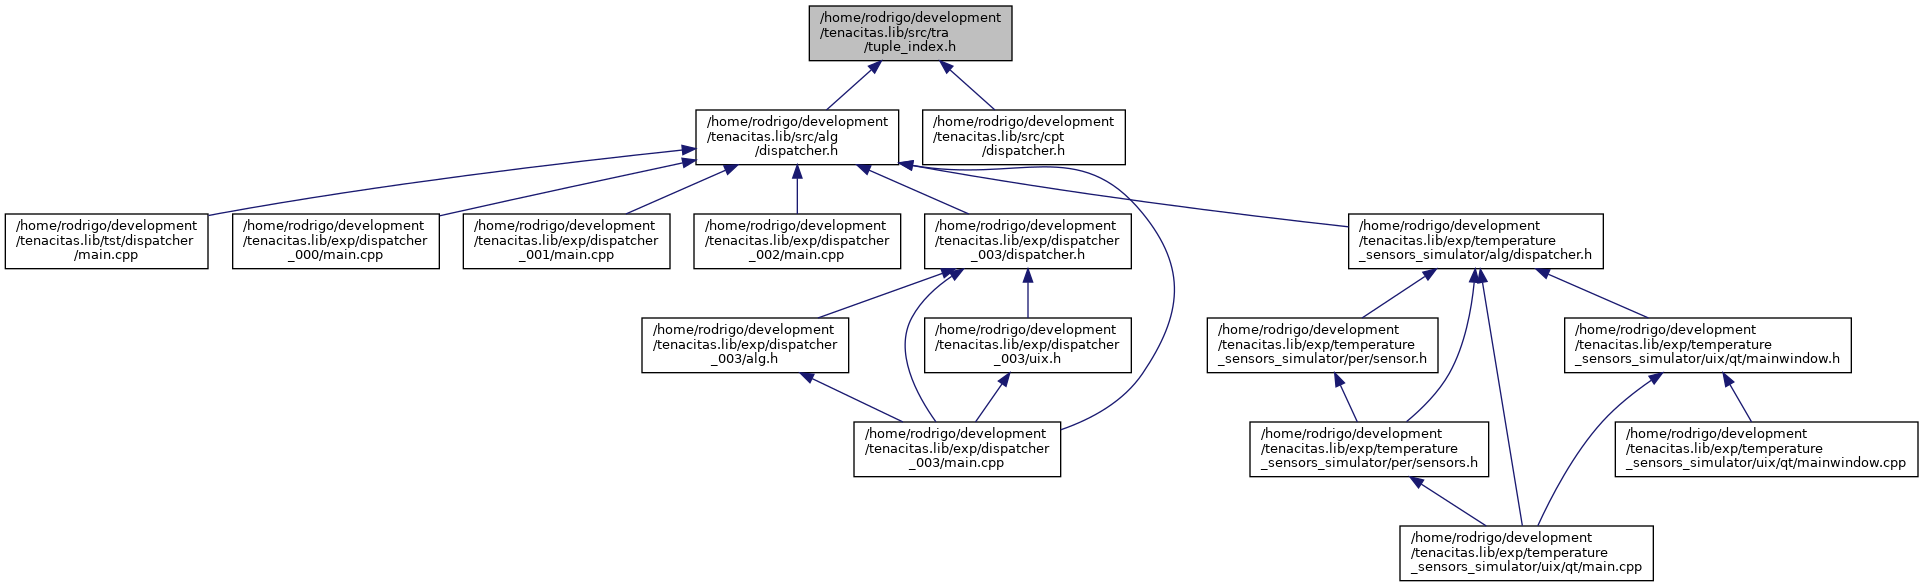 /home/rodrigo/development
/tenacitas.lib/src/tra
/tuple_index.h
/home/rodrigo/development
/tenacitas.lib/src/alg
/dispatcher.h
/home/rodrigo/development
/tenacitas.lib/src/cpt
/dispatcher.h
/home/rodrigo/development
/tenacitas.lib/tst/dispatcher
/main.cpp
/home/rodrigo/development
/tenacitas.lib/exp/dispatcher
_000/main.cpp
/home/rodrigo/development
/tenacitas.lib/exp/dispatcher
_001/main.cpp
/home/rodrigo/development
/tenacitas.lib/exp/dispatcher
_002/main.cpp
/home/rodrigo/development
/tenacitas.lib/exp/dispatcher
_003/dispatcher.h
/home/rodrigo/development
/tenacitas.lib/exp/temperature
_sensors_simulator/alg/dispatcher.h
/home/rodrigo/development
/tenacitas.lib/exp/dispatcher
_003/alg.h
/home/rodrigo/development
/tenacitas.lib/exp/dispatcher
_003/uix.h
/home/rodrigo/development
/tenacitas.lib/exp/temperature
_sensors_simulator/per/sensor.h
/home/rodrigo/development
/tenacitas.lib/exp/temperature
_sensors_simulator/uix/qt/mainwindow.h
/home/rodrigo/development
/tenacitas.lib/exp/dispatcher
_003/main.cpp
/home/rodrigo/development
/tenacitas.lib/exp/temperature
_sensors_simulator/per/sensors.h
/home/rodrigo/development
/tenacitas.lib/exp/temperature
_sensors_simulator/uix/qt/mainwindow.cpp
/home/rodrigo/development
/tenacitas.lib/exp/temperature
_sensors_simulator/uix/qt/main.cpp